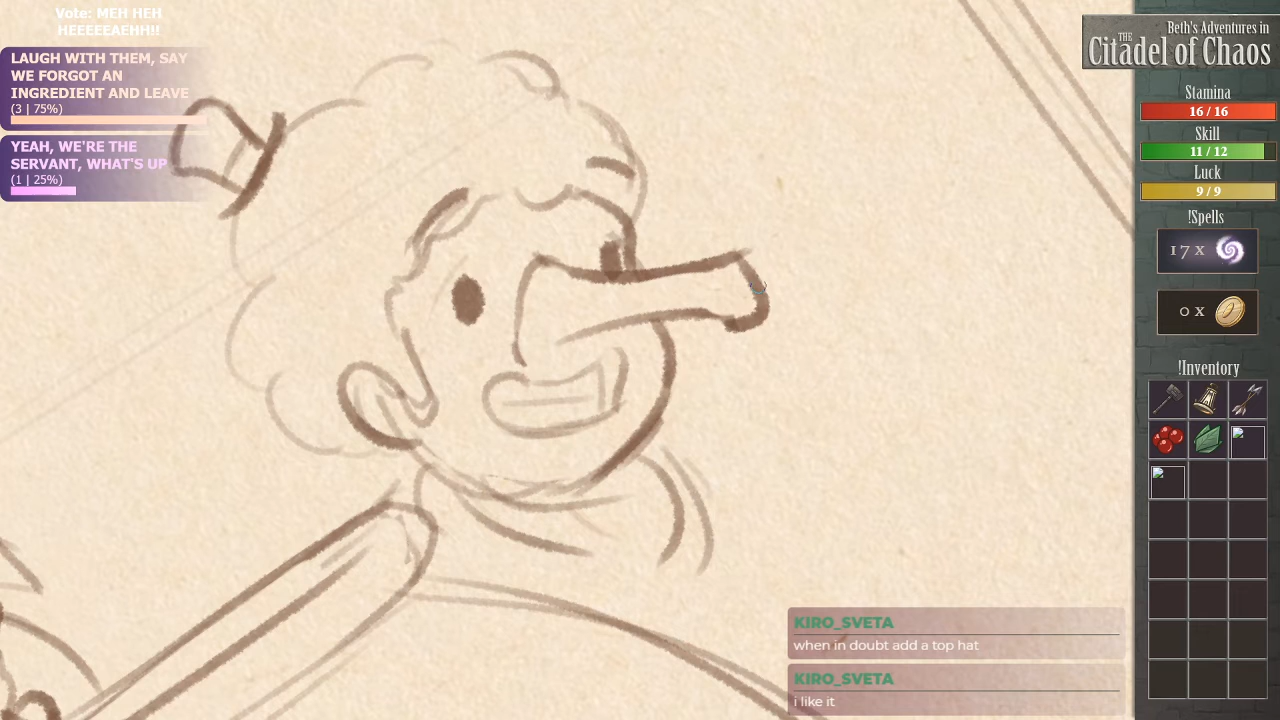 Vote: MEH HEH
HEEEEEAEHH!!
LAUGH WITH THEM, SAY
WE FORGOT AN
INGREDIENT AND LEAVE
(3 | 75%)
YEAH, WE'RE THE
SERVANT, WHAT'S UP
(1 | 25%)
Beth's Adventures in
THE
Citadel of Chaos
Stamina
16 / 16
Skill
11 / 12
Luck
9 / 9
!Spells
17 x
0 x
!Inventory
KIRO_SVETA
when in doubt add a top hat
KIRO_SVETA
i like it